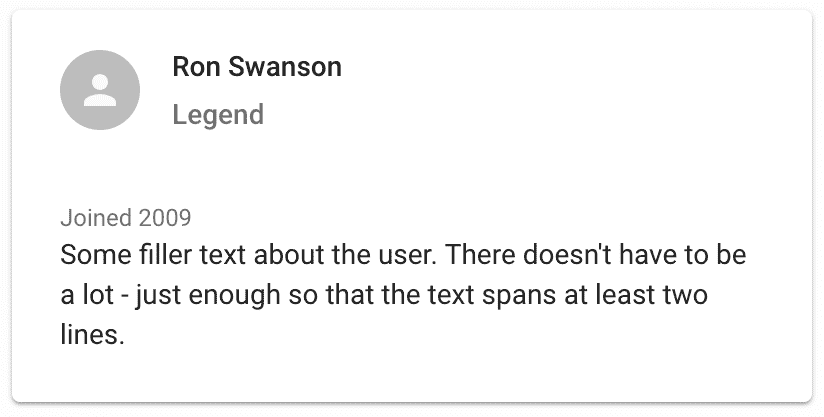 Ron Swanson
Legend
Joined 2009
Some filler text about the user. There doesn't have to be
a lot - just enough so that the text spans at least two
lines.